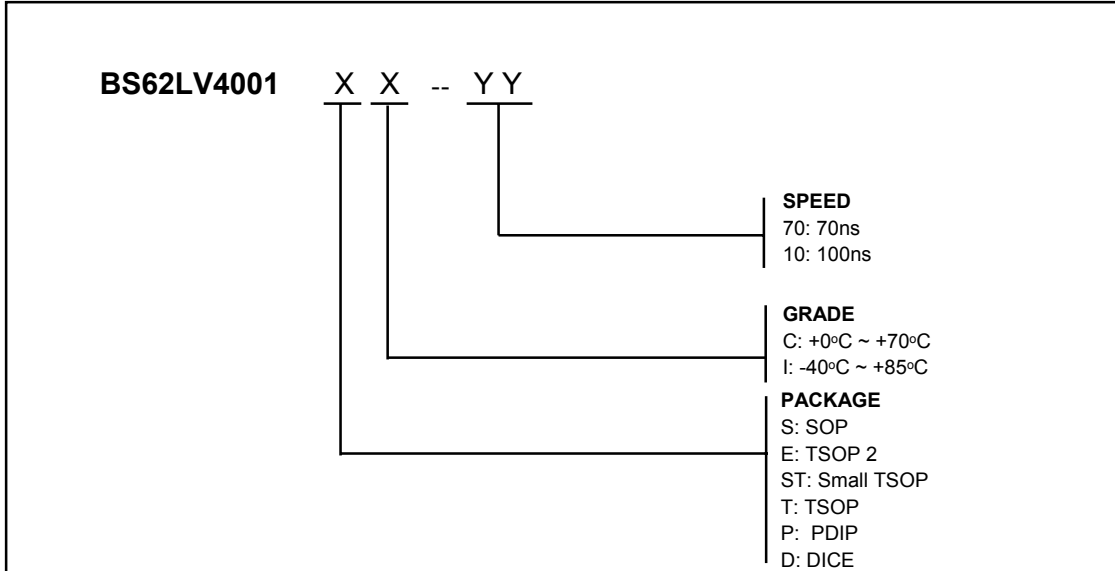 BS62LV4001 X X -- Y Y
SPEED
70: 70ns
10: 100ns
GRADE
C: +0ºC ~ +70ºC
I: -40ºC ~ +85ºC
PACKAGE
S: SOP
E: TSOP 2
ST: Small TSOP
T: TSOP
P: PDIP
D: DICE